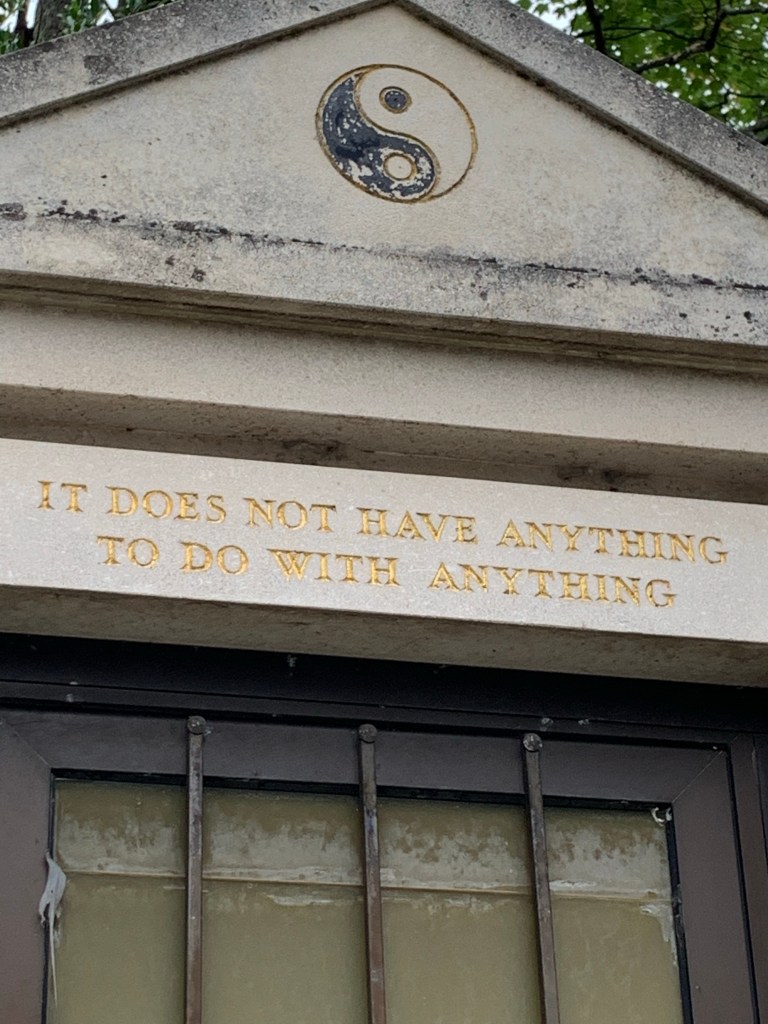 IT DOES NOT HAVE ANYTHING
TO DO WITH ANYTHING